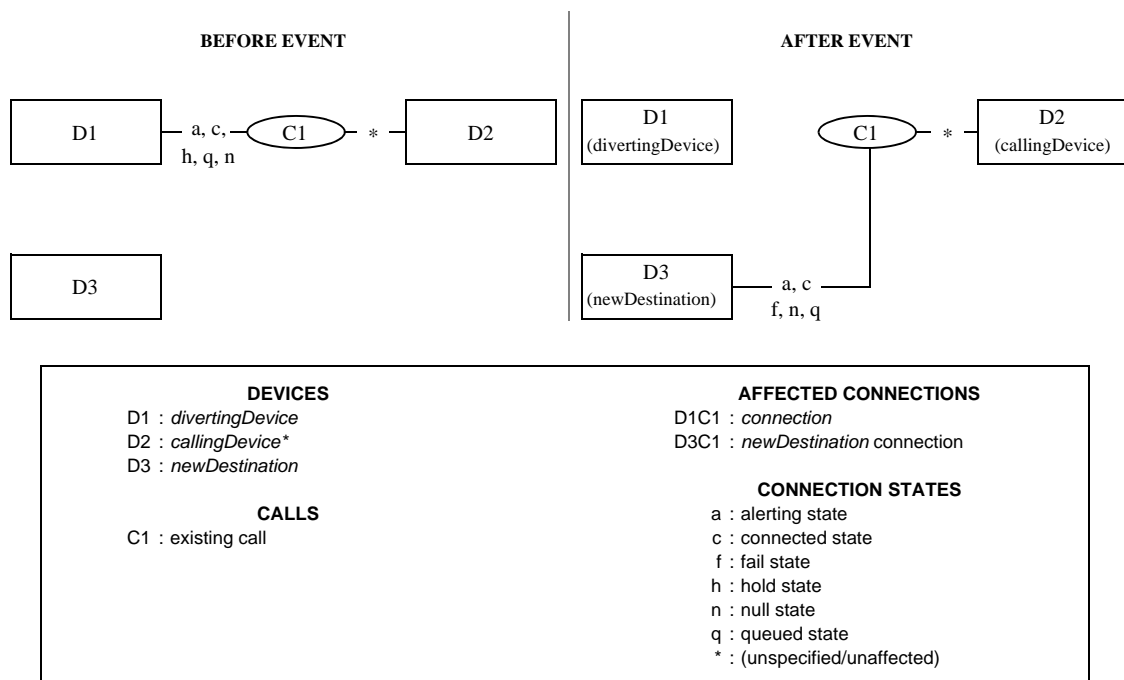 BEFORE EVENT
AFTER EVENT
D1
a, c,
h, q, n
C1
*
D2
D3
D1
(divertingDevice)
C1
*
D2
(callingDevice)
D3
(newDestination)
a, c
f, n, q
DEVICES
D1 : divertingDevice
D2 : callingDevice*
D3 : newDestination
CALLS
C1 : existing call
AFFECTED CONNECTIONS
D1C1 : connection
D3C1 : newDestination connection
CONNECTION STATES
a : alerting state
c : connected state
f : fail state
h : hold state
n : null state
q : queued state
* : (unspecified/unaffected)